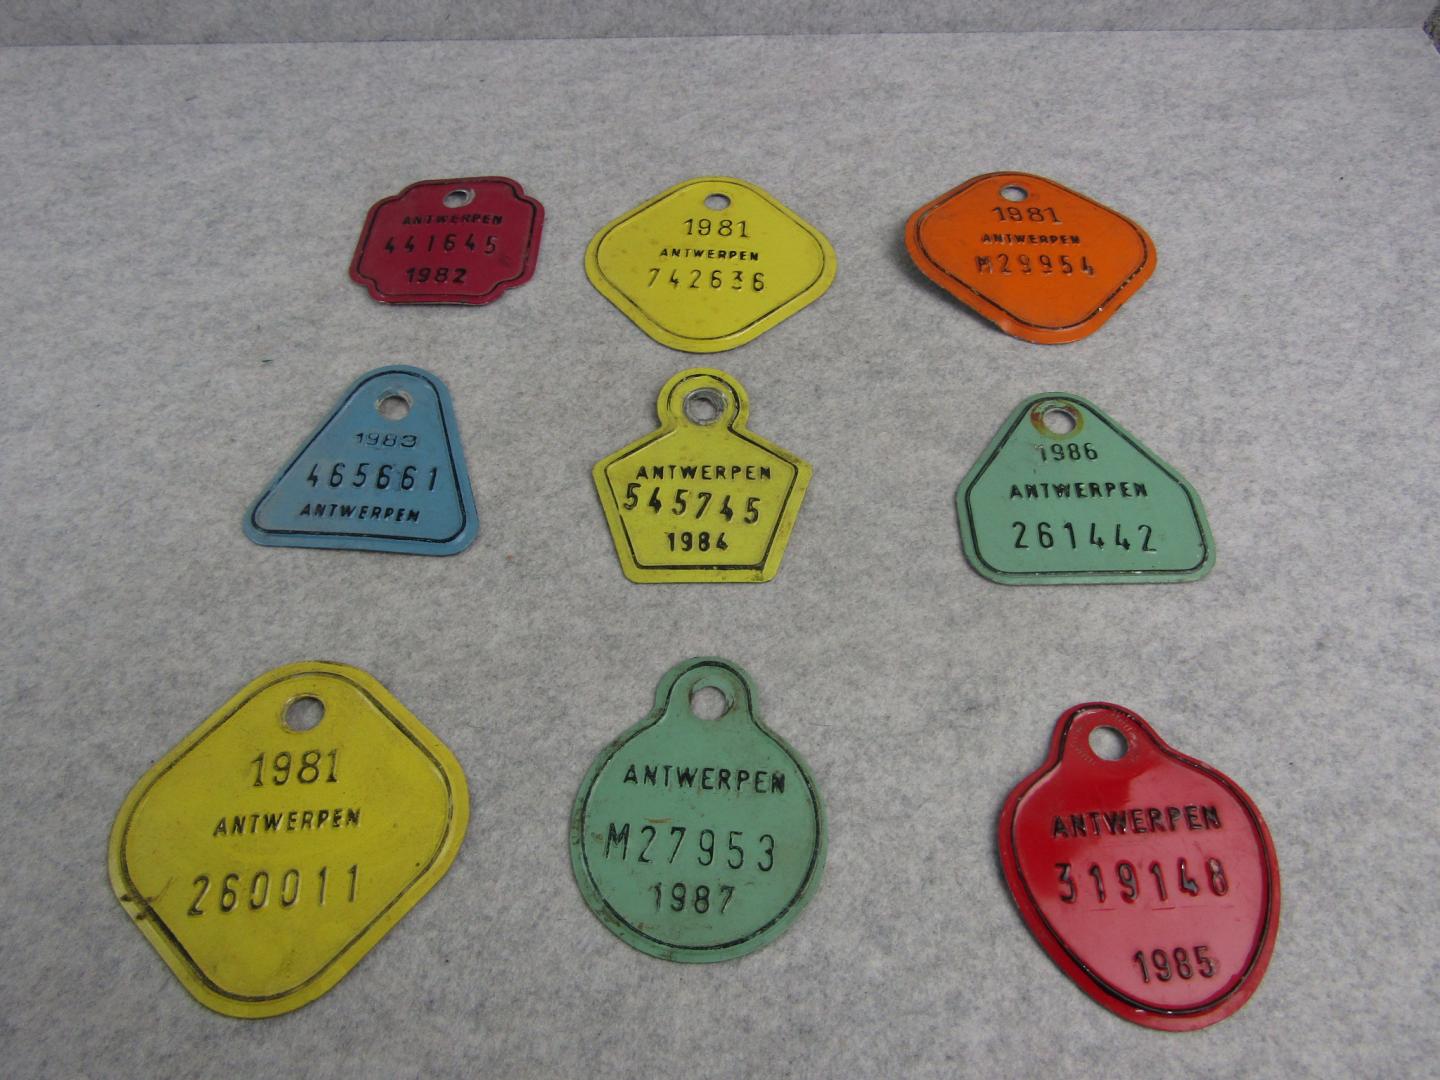 ANTWERPEN
441645
1982
1981
ANTWERPEN
742636
1981
ANTWERPEN
M29954
1983
465661
ANTWERPEN
ANTWERPEN
545745
1984
1986
ANTWERPEN
261442
1981
ANTWERPEN
260011
ANTWERPEN
M27953
1987
ANTWERPEN
319148
1985